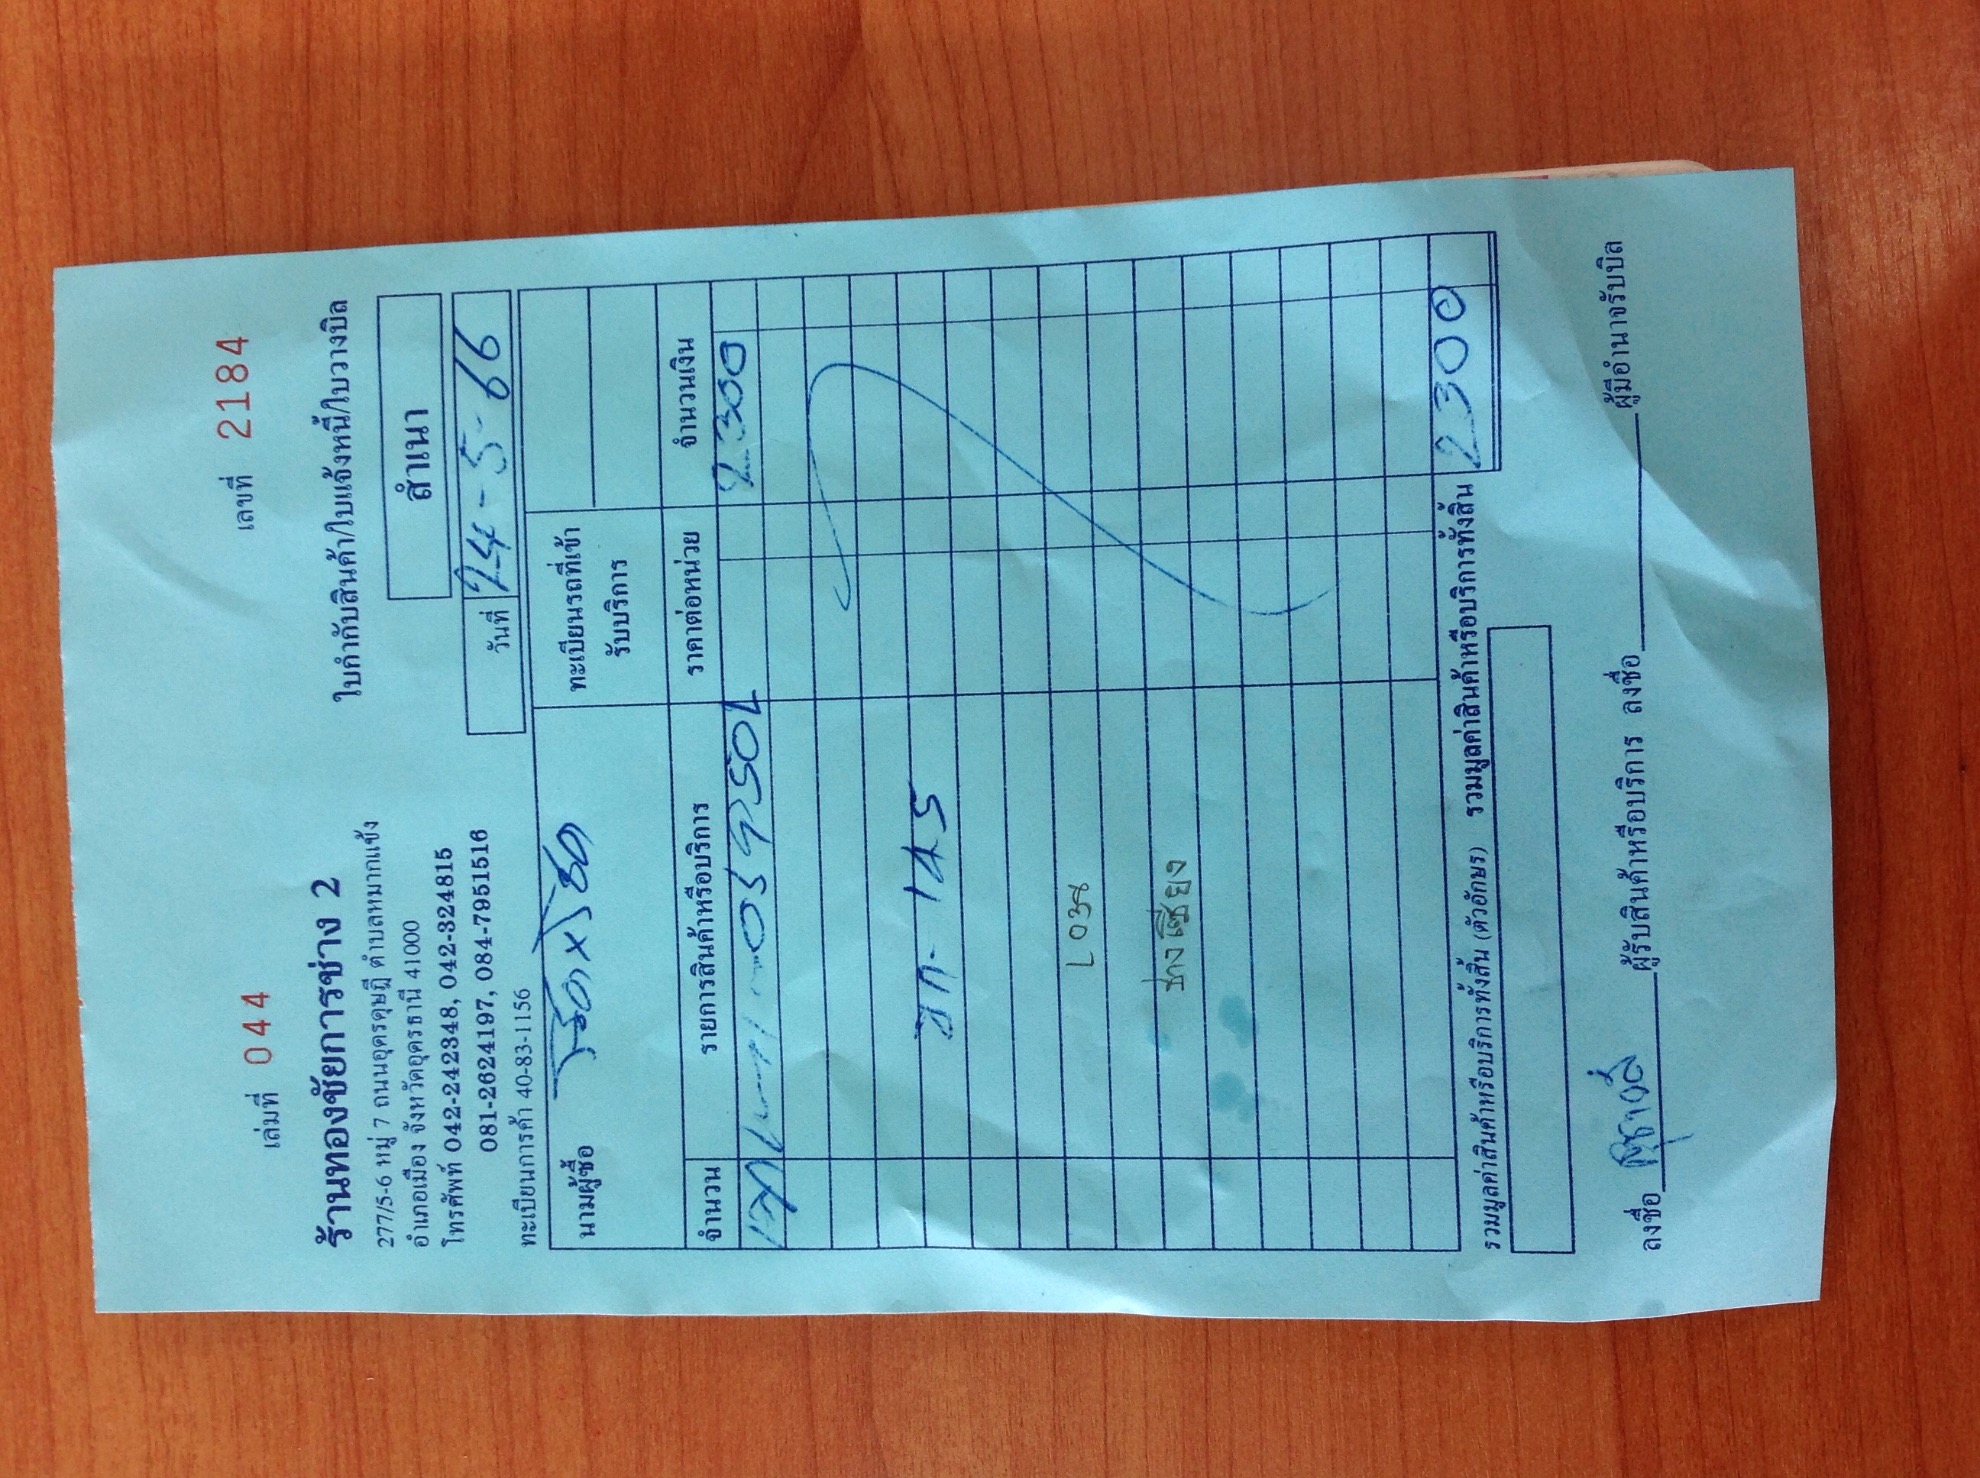 เล่มที่ 044
เลขที่ 2184
ร้านทองชัยการช่าง 2
ใบกำกับสินค้า/ใบแจ้งหนี้/ใบวางบิล
277/5-6 หมู่ 7 ถนนอุดรดุษฎี ตำบลหมากแข้ง
อำเภอเมือง จังหวัดอุดรธานี 41000
สำเนา
โทรศัพท์ 042-242348, 042-324815
081-2624197, 084-7951516
วันที่ 24-5-66
ทะเบียนการค้า 40-83-1156
นามผู้ซื้อ
ทะเบียนรถที่เข้ารับบริการ
จำนวน รายการสินค้าหรือบริการ ราคาต่อหน่วย จำนวนเงิน
2300
ช่างเซียง
รวมมูลค่าสินค้าหรือบริการทั้งสิ้น (ตัวอักษร) รวมมูลค่าสินค้าหรือบริการทั้งสิ้น 2300
ลงชื่อ ผู้รับสินค้าหรือบริการ ลงชื่อ ผู้มีอำนาจรับบิล